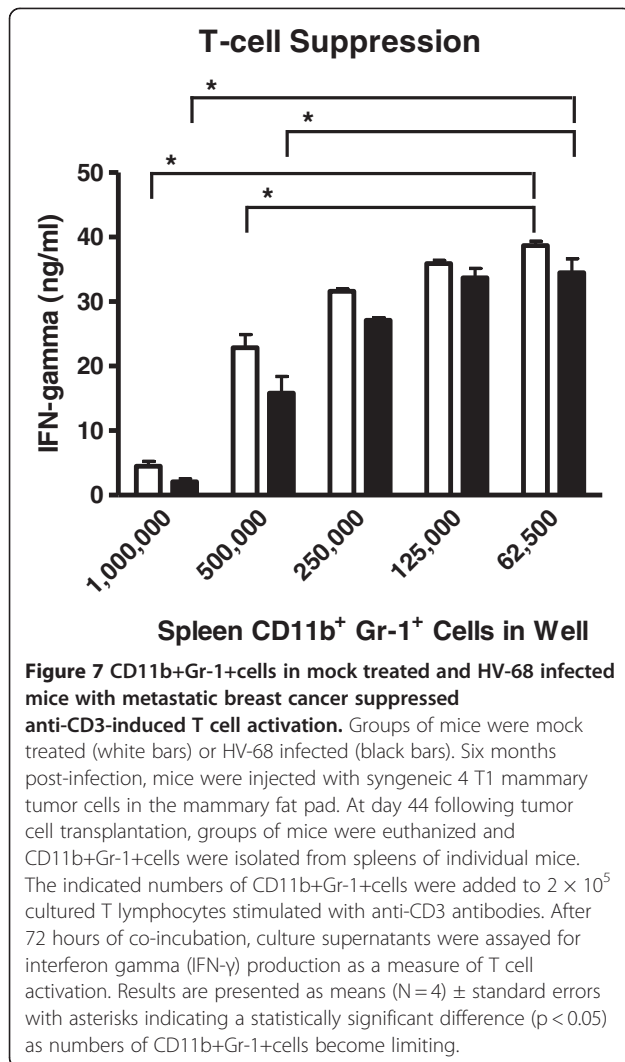 T-cell Suppression
*
*
*
*
50
40
30
20
10
0
IFN-gamma (ng/ml)
1,000,000
500,000
250,000
125,000
62,500
Spleen CD11b⁺ Gr-1⁺ Cells in Well
Figure 7 CD11b+Gr-1+cells in mock treated and HV-68 infected
mice with metastatic breast cancer suppressed
anti-CD3-induced T cell activation. Groups of mice were mock
treated (white bars) or HV-68 infected (black bars). Six months
post-infection, mice were injected with syngeneic 4 T1 mammary
tumor cells in the mammary fat pad. At day 44 following tumor
cell transplantation, groups of mice were euthanized and
CD11b+Gr-1+cells were isolated from spleens of individual mice.
The indicated numbers of CD11b+Gr-1+cells were added to 2 × 10⁵
cultured T lymphocytes stimulated with anti-CD3 antibodies. After
72 hours of co-incubation, culture supernatants were assayed for
interferon gamma (IFN-γ) production as a measure of T cell
activation. Results are presented as means (N = 4) ± standard errors
with asterisks indicating a statistically significant difference (p < 0.05)
as numbers of CD11b+Gr-1+cells become limiting.